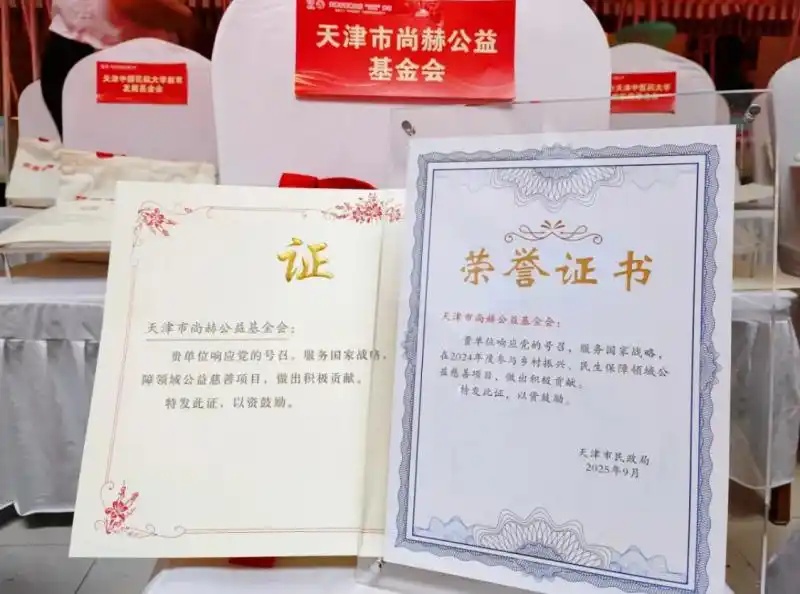 天津市尚赫公益
基金会
天津中医药大学教育
发展基金会
天津中医药大学
证
天津市尚赫公益基金会：
贵单位响应党的号召，服务国家战略，
障领域公益慈善项目，做出积极贡献。
特发此证，以资鼓励。
荣誉证书
天津市尚赫公益基金会：
贵单位响应党的号召，服务国家战略，
在2024年度参与乡村振兴、民生保障领域公
益慈善项目，做出积极贡献。
特发此证，以资鼓励。
天津市民政局
2025年9月